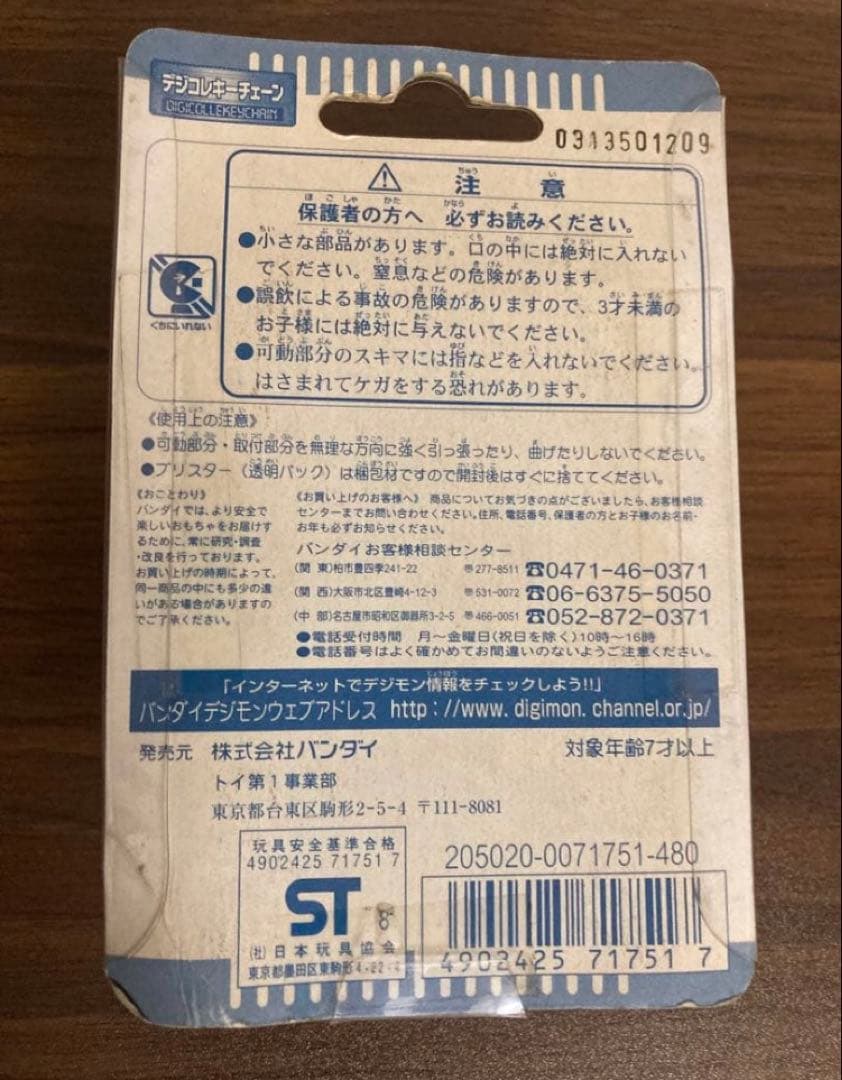 デジコレキーチェーン
DIGICOLLEKEYCHAIN
0313501209
注意
保護者の方へ 必ずお読みください。
●小さな部品があります。口の中には絶対に入れない
でください。窒息などの危険があります。
●誤飲による事故の危険がありますので、3才未満の
お子様には絶対に与えないでください。
●可動部分のスキマには指などを入れないでください。
はさまれてケガをする恐れがあります。
くちにいれない
《使用上の注意》
●可動部分・取付部分を無理な方向に強く引っ張ったり、曲げたりしないでください。
●ブリスター（透明パック）は梱包材ですので開封後はすぐに捨ててください。
《おことわり》
バンダイでは、より安全で
楽しいおもちゃをお届けす
るために、常に研究・調査
・改良を行っております。
お買い上げの時期によって、
同一商品の中にも多少の違
いがある場合がありますの
でご了承ください。
《お買い上げのお客様へ》 商品についてお気づきの点がございましたら、お客様相談
センターまでお問い合わせください。住所、電話番号、保護者の方とお子様のお名前・
お年も必ずお知らせください。
バンダイお客様相談センター
(関 東)柏市豊四季241-22 〒277-8511 ☎0471-46-0371
(関 西)大阪市北区豊崎4-12-3 〒531-0072 ☎06-6375-5050
(中 部)名古屋市昭和区御器所3-2-5 〒466-0051 ☎052-872-0371
●電話受付時間 月〜金曜日(祝日を除く)10時〜16時
●電話番号はよく確かめてお間違いのないようご注意ください。
「インターネットでデジモン情報をチェックしよう!!」
バンダイデジモンウェブアドレス http://www.digimon.channel.or.jp/
発売元 株式会社バンダイ 対象年齢7才以上
トイ第1事業部
東京都台東区駒形2-5-4 〒111-8081
玩具安全基準合格
4902425 71751 7
ST 8
(社)日本玩具協会
東京都墨田区東駒形4-22-4
205020-0071751-480
4902425 71751 7